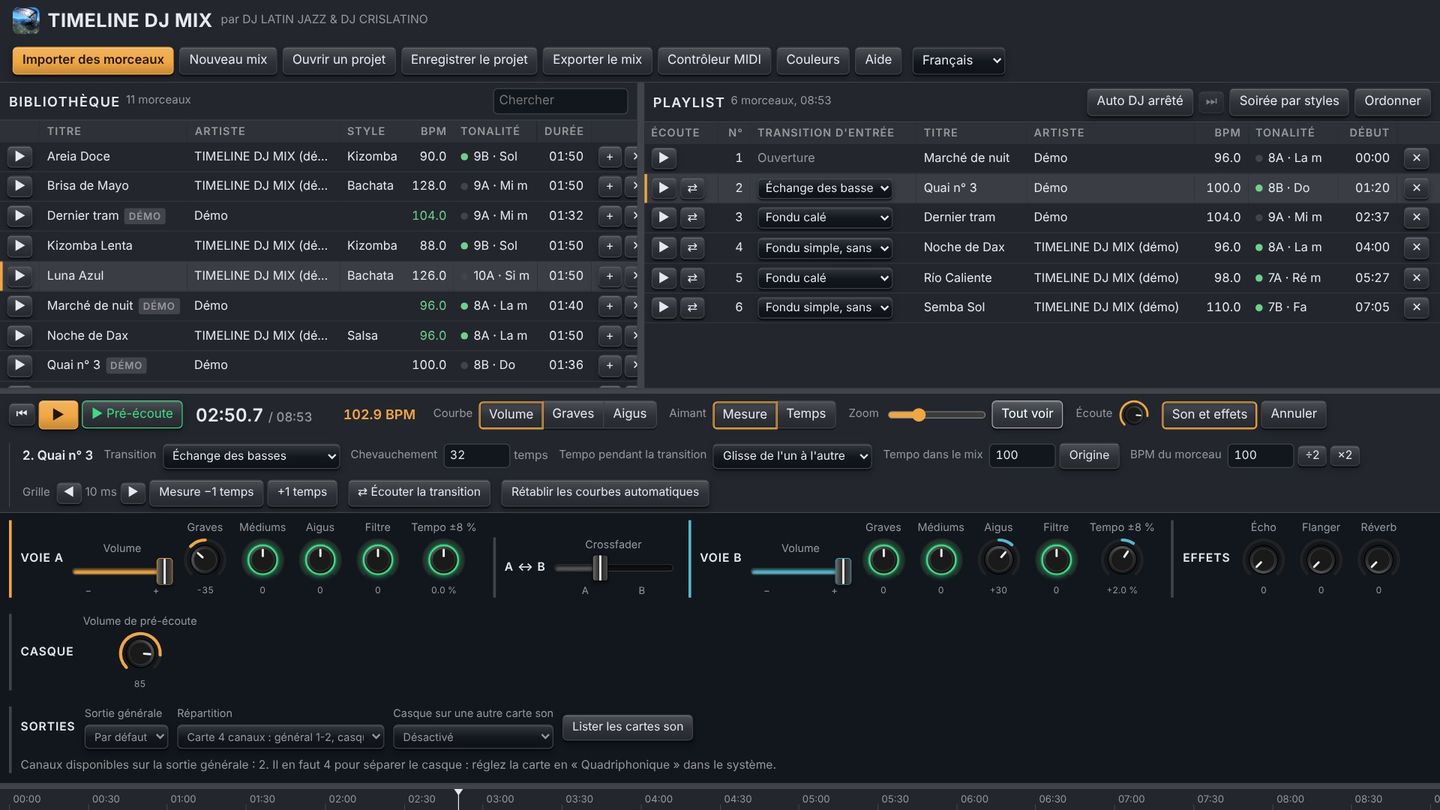 TIMELINE DJ MIX par DJ LATIN JAZZ & DJ CRISLATINO
Importer des morceaux Nouveau mix Ouvrir un projet Enregistrer le projet Exporter le mix Contrôleur MIDI Couleurs Aide Français
BIBLIOTHÈQUE 11 morceaux Chercher
TITRE ARTISTE STYLE BPM TONALITÉ DURÉE
Areia Doce TIMELINE DJ MIX (dé... Kizomba 90.0 9B · Sol 01:50 +
Brisa de Mayo TIMELINE DJ MIX (dé... Bachata 128.0 9A · Mi m 01:50 +
Dernier tram DÉMO Démo 104.0 9A · Mi m 01:32 +
Kizomba Lenta TIMELINE DJ MIX (dé... Kizomba 88.0 9B · Sol 01:50 +
Luna Azul TIMELINE DJ MIX (dé... Bachata 126.0 10A · Si m 01:50 +
Marché de nuit DÉMO Démo 96.0 8A · La m 01:40 +
Noche de Dax TIMELINE DJ MIX (dé... Salsa 96.0 8A · La m 01:50 +
Quai n° 3 DÉMO Démo 100.0 8B · Do 01:36 +
PLAYLIST 6 morceaux, 08:53 Auto DJ arrêté Soirée par styles Ordonner
ÉCOUTE N° TRANSITION D'ENTRÉE TITRE ARTISTE BPM TONALITÉ DÉBUT
1 Ouverture Marché de nuit Démo 96.0 8A · La m 00:00 ×
2 Échange des basse Quai n° 3 Démo 100.0 8B · Do 01:20 ×
3 Fondu calé Dernier tram Démo 104.0 9A · Mi m 02:37 ×
4 Fondu simple, sans Noche de Dax TIMELINE DJ MIX (démo) 96.0 8A · La m 04:00 ×
5 Fondu calé Río Caliente TIMELINE DJ MIX (démo) 98.0 7A · Ré m 05:27 ×
6 Fondu simple, sans Semba Sol TIMELINE DJ MIX (démo) 110.0 7B · Fa 07:05 ×
Pré-écoute 02:50.7 / 08:53 102.9 BPM Courbe Volume Graves Aigus Aimant Mesure Temps Zoom Tout voir Écoute Son et effets Annuler
2. Quai n° 3 Transition Échange des basses Chevauchement 32 temps Tempo pendant la transition Glisse de l'un à l'autre Tempo dans le mix 100 Origine BPM du morceau 100 ÷2 ×2
Grille ◀ 10 ms ▶ Mesure −1 temps +1 temps ⇄ Écouter la transition Rétablir les courbes automatiques
VOIE A Volume − + Graves -35 Médiums 0 Aigus 0 Filtre 0 Tempo ±8 % 0.0 %
A ↔ B Crossfader A B
VOIE B Volume − + Graves 0 Médiums 0 Aigus +30 Filtre 0 Tempo ±8 % +2.0 %
EFFETS Écho 0 Flanger 0 Réverb 0
CASQUE Volume de pré-écoute 85
SORTIES Sortie générale Par défaut Répartition Carte 4 canaux : général 1-2, casq Casque sur une autre carte son Désactivé Lister les cartes son
Canaux disponibles sur la sortie générale : 2. Il en faut 4 pour séparer le casque : réglez la carte en « Quadriphonique » dans le système.
00:00 00:30 01:00 01:30 02:00 02:30 03:00 03:30 04:00 04:30 05:00 05:30 06:00 06:30 07:00 07:30 08:00 08:30